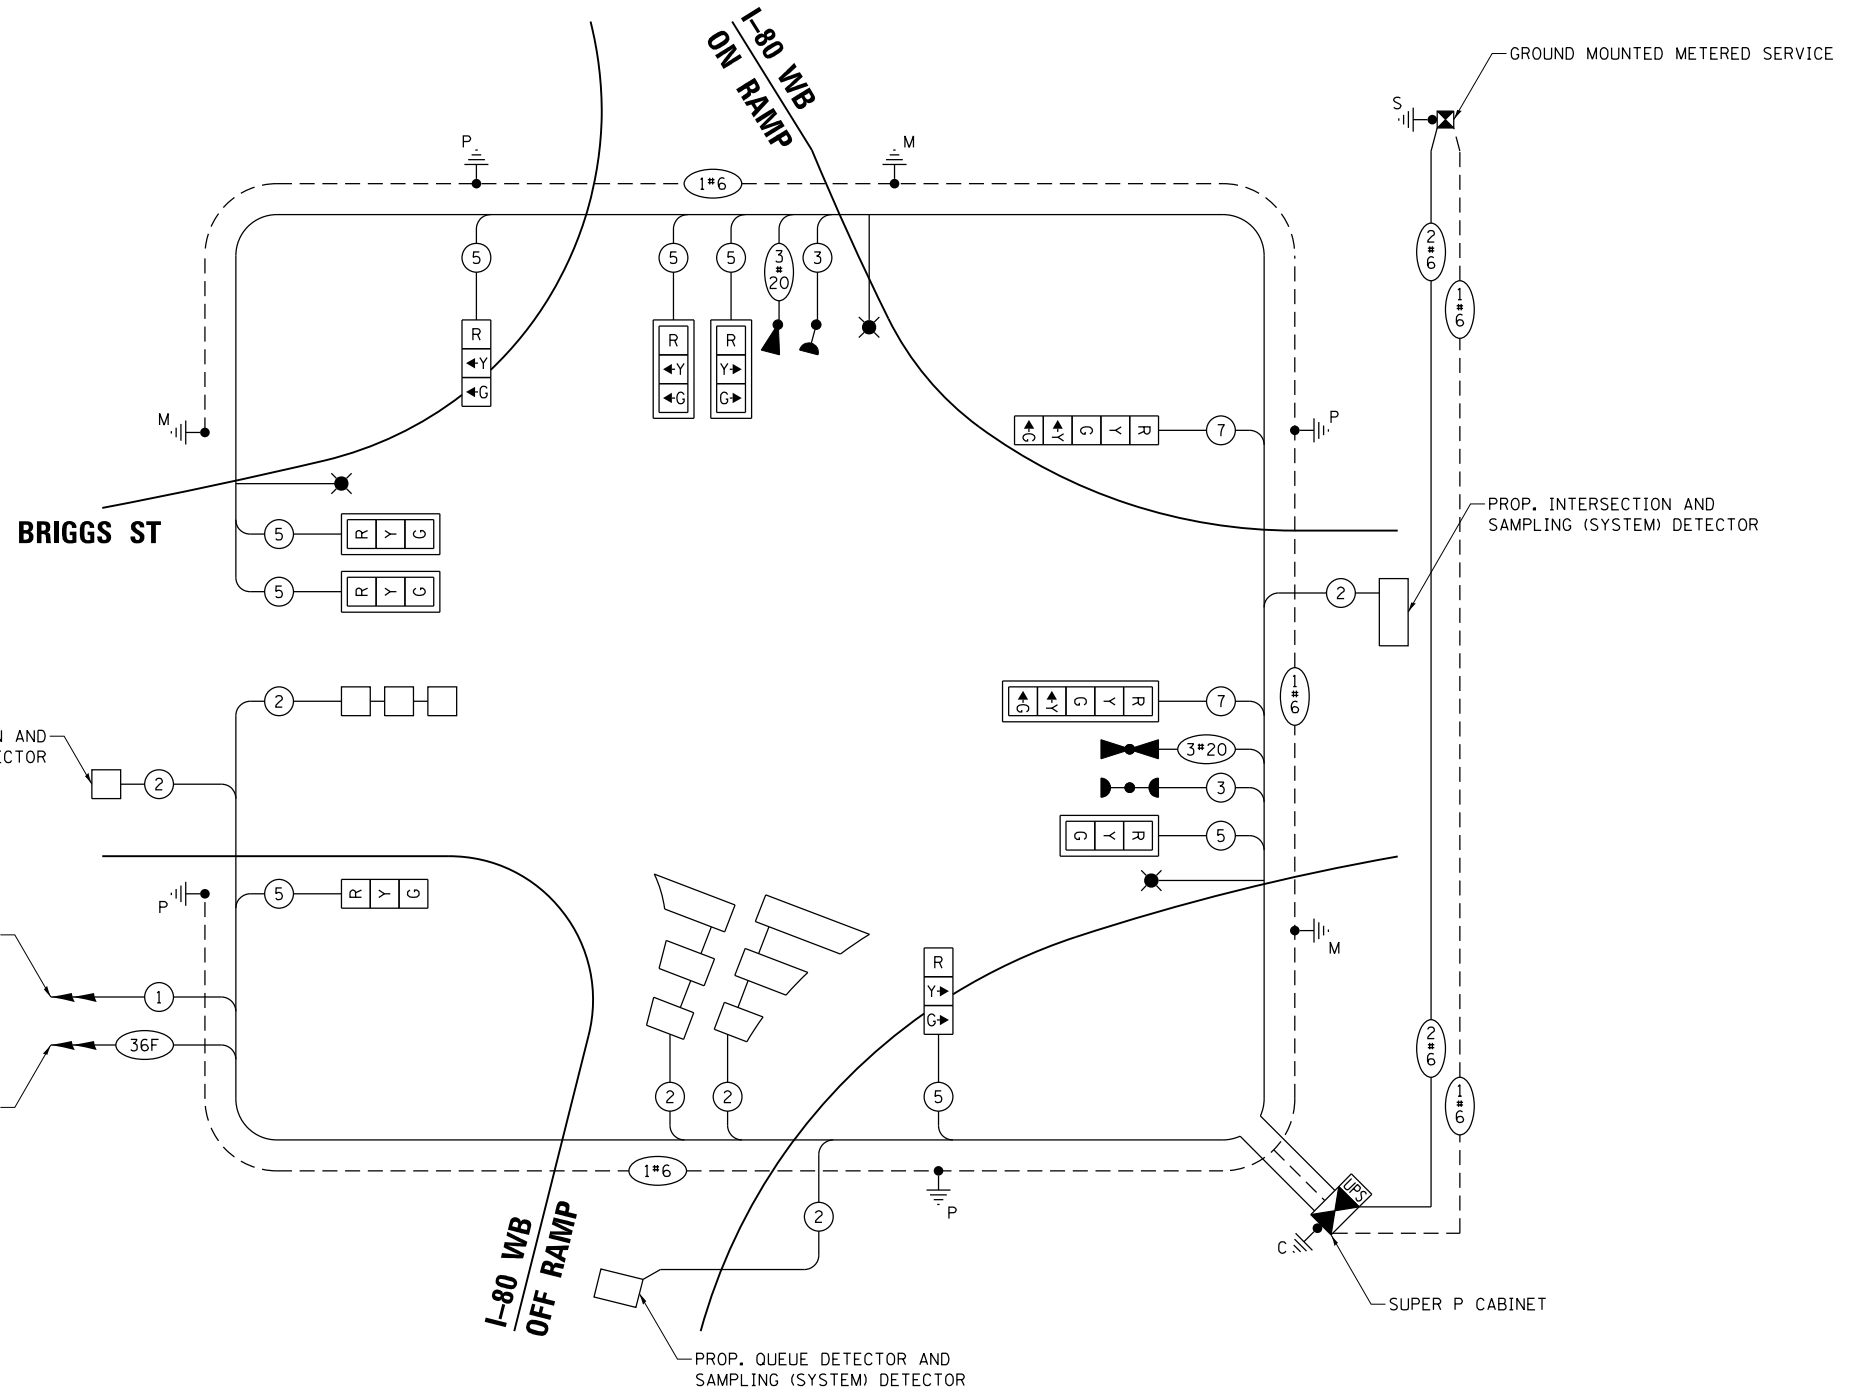 I-80 WB
ON RAMP
GROUND MOUNTED METERED SERVICE
S
P
M
1#6
2
#
6
5
5
5
3
#
20
3
1
#
6
R
Y
G
R
Y
G
R
Y
G
M
P
G
Y
G
Y
R
7
PROP. INTERSECTION AND
SAMPLING (SYSTEM) DETECTOR
BRIGGS ST
5
R Y G
5
R Y G
2
2
G
Y
G
Y
R
7
1
#
6
N AND
ECTOR
2
3#20
3
G Y R
5
P
5
R Y G
M
R
Y
G
1
36F
2
2
5
2
#
6
1
#
6
1#6
P
2
UPS
C
I-80 WB
OFF RAMP
SUPER P CABINET
PROP. QUEUE DETECTOR AND
SAMPLING (SYSTEM) DETECTOR